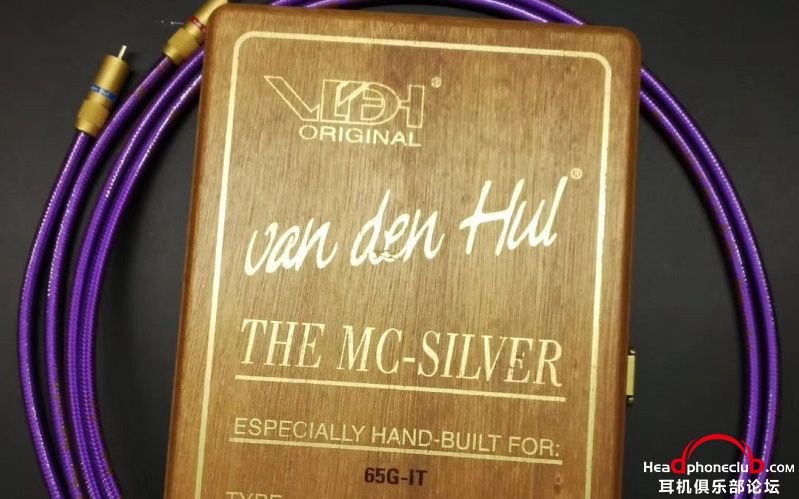 VDH®
ORIGINAL
van den Hul®
THE MC-SILVER
ESPECIALLY HAND-BUILT FOR:
65G-IT
TYPE:
Headphoneclub.com
耳机俱乐部论坛